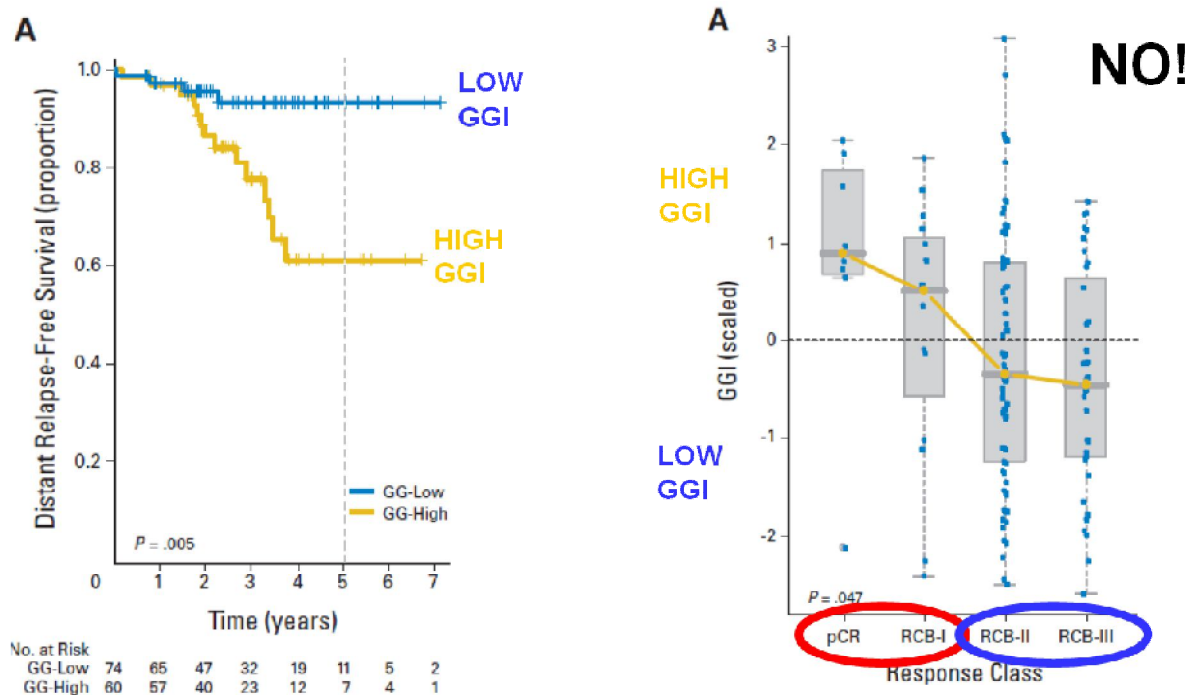 A
Distant Relapse-Free Survival (proportion)
1.0
0.8
0.6
0.4
0.2
0
LOW
GGI
HIGH
GGI
GG-Low
GG-High
P = .005
1 2 3 4 5 6 7
Time (years)
No. at Risk
GG-Low 74 65 47 32 19 11 5 2
GG-High 60 57 40 23 12 7 4 1
A
NO!
HIGH
GGI
LOW
GGI
GGI (scaled)
3
2
1
0
-1
-2
P = .047
pCR RCB-I RCB-II RCB-III
Response Class